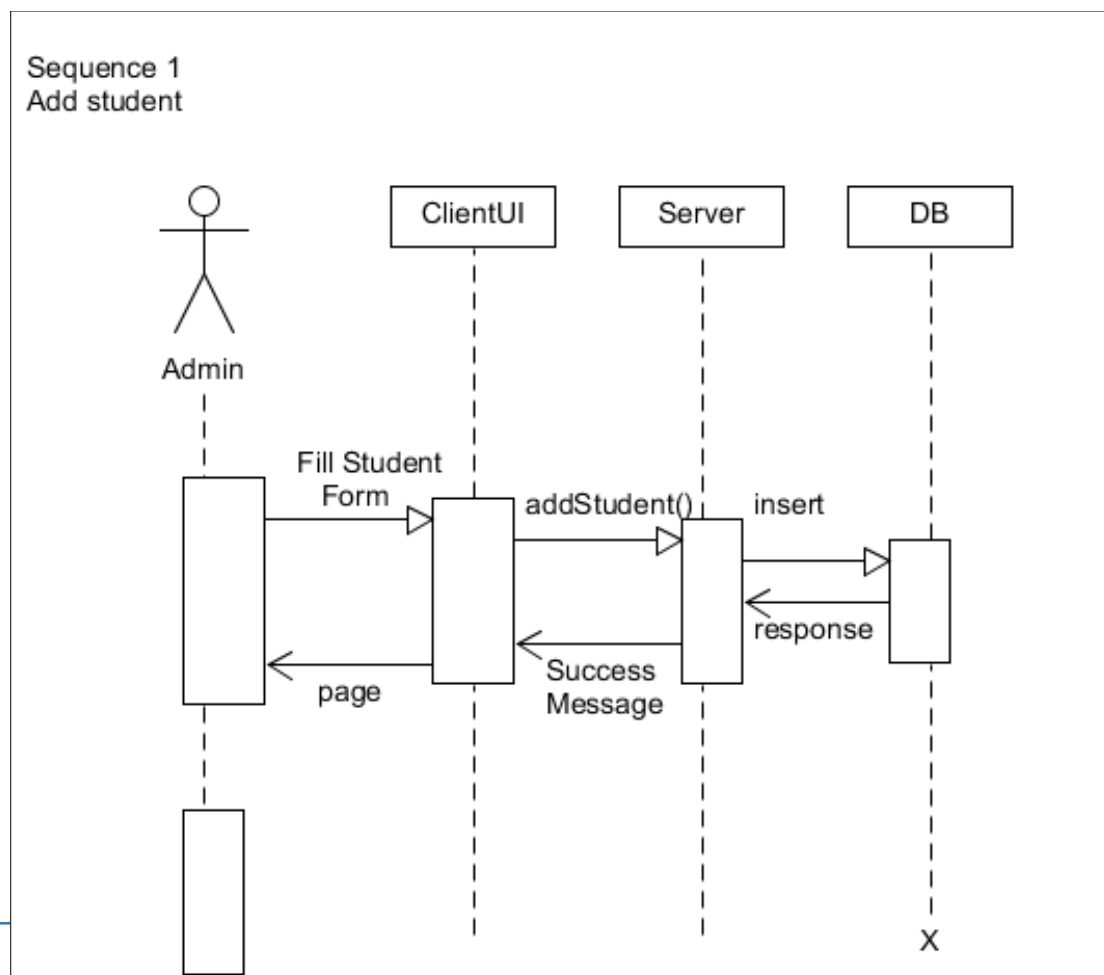 Sequence 1
Add student
ClientUI
Server
DB
Admin
Fill Student
Form
addStudent()
insert
response
Success
Message
page
X